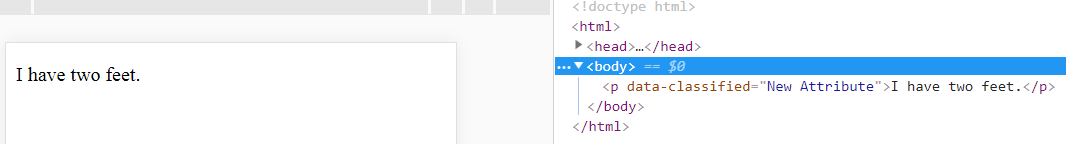 I have two feet.
<!doctype html>
<html>
<head>…</head>
<body> == $0
<p data-classified="New Attribute">I have two feet.</p>
</body>
</html>